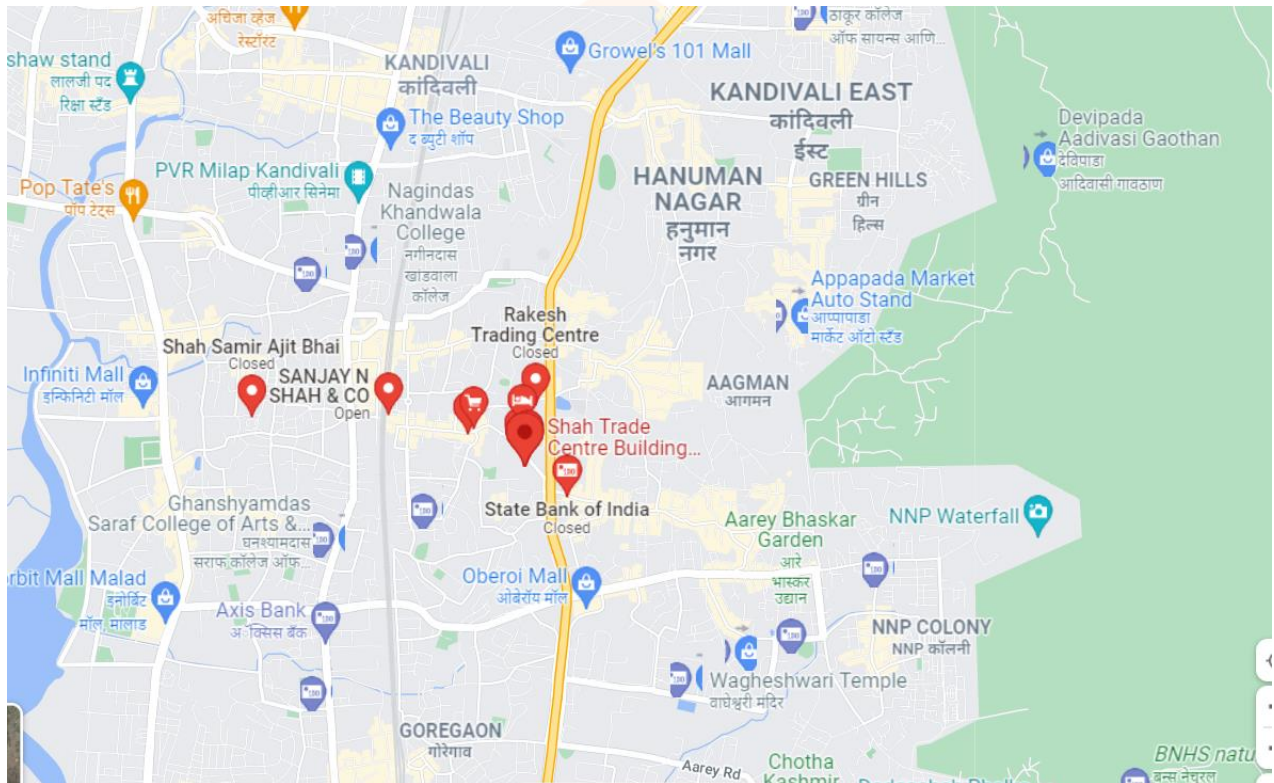 अचिजा व्हेज
रेस्टॉरंट
shaw stand
लालजी पद
रिक्षा स्टँड
KANDIVALI
कांदिवली
Growel's 101 Mall
ठाकूर कॉलेज
ऑफ सायन्स आणि...
The Beauty Shop
द ब्युटी शॉप
KANDIVALI EAST
कांदिवली
ईस्ट
Devipada
Aadivasi Gaothan
देविपाडा
आदिवासी गावठाण
PVR Milap Kandivali
पीव्हीआर सिनेमा
Pop Tate's
पॉप टेट्स
Nagindas
Khandwala
College
नगीनदास
खांडवाला
कॉलेज
HANUMAN
NAGAR
हनुमान
नगर
GREEN HILLS
ग्रीन
हिल्स
Appapada Market
Auto Stand
आप्पापाडा
मार्केट ऑटो स्टँड
Rakesh
Trading Centre
Closed
Shah Samir Ajit Bhai
Closed
Infiniti Mall
इन्फिनिटी मॉल
SANJAY N
SHAH & CO
Open
AAGMAN
आगमन
Shah Trade
Centre Building...
State Bank of India
Closed
Ghanshyamdas
Saraf College of Arts &...
घनश्यामदास
सराफ कॉलेज ऑफ...
Aarey Bhaskar
Garden
आरे
भास्कर
उद्यान
NNP Waterfall
orbit Mall Malad
इनॉर्बिट
मॉल, मालाड
Oberoi Mall
ओबेरॉय मॉल
Axis Bank
अ‍ॅक्सिस बँक
NNP COLONY
NNP कॉलनी
Wagheshwari Temple
वाघेश्वरी मंदिर
GOREGAON
गोरेगाव
Aarey Rd
Chotha
Kashmir
BNHS natu
बन्स नेचरल